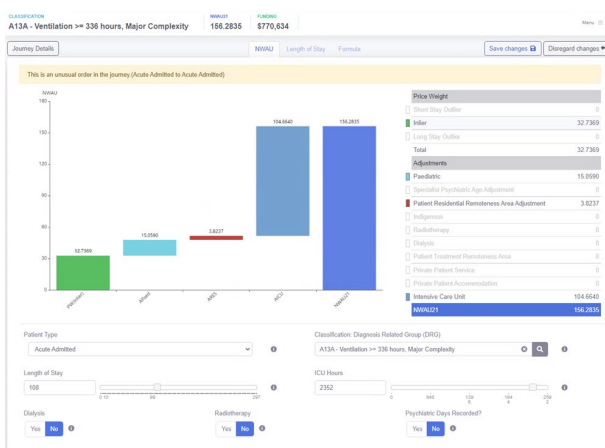 CLASSIFICATION
A13A - Ventilation >= 336 hours, Major Complexity
NWAU21
156.2835
FUNDING
$770,634
Menu
Journey Details
NWAU
Length of Stay
Formula
Save changes
Disregard changes
This is an unusual order in the journey (Acute Admitted to Acute Admitted)
NWAU
180
150
120
90
60
30
0
32.7369
15.0590
3.8237
104.6640
156.2835
APaed
ARES
AICU
NWAU21
Price Weight
Short Stay Outlier 0
Inlier 32.7369
Long Stay Outlier 0
Total 32.7369
Adjustments
Paediatric 15.0590
Specialist Psychiatric Age Adjustment 0
Patient Residential Remoteness Area Adjustment 3.8237
Indigenous 0
Radiotherapy 0
Dialysis 0
Patient Treatment Remoteness Area 0
Private Patient Service 0
Private Patient Accommodation 0
Intensive Care Unit 104.6640
NWAU21 156.2835
Patient Type
Acute Admitted
Classification: Diagnosis Related Group (DRG)
A13A - Ventilation >= 336 hours, Major Complexity
Length of Stay
108
0 12 99 297
ICU Hours
2352
0
Dialysis
Yes No
Radiotherapy
Yes No
Psychiatric Days Recorded?
Yes No